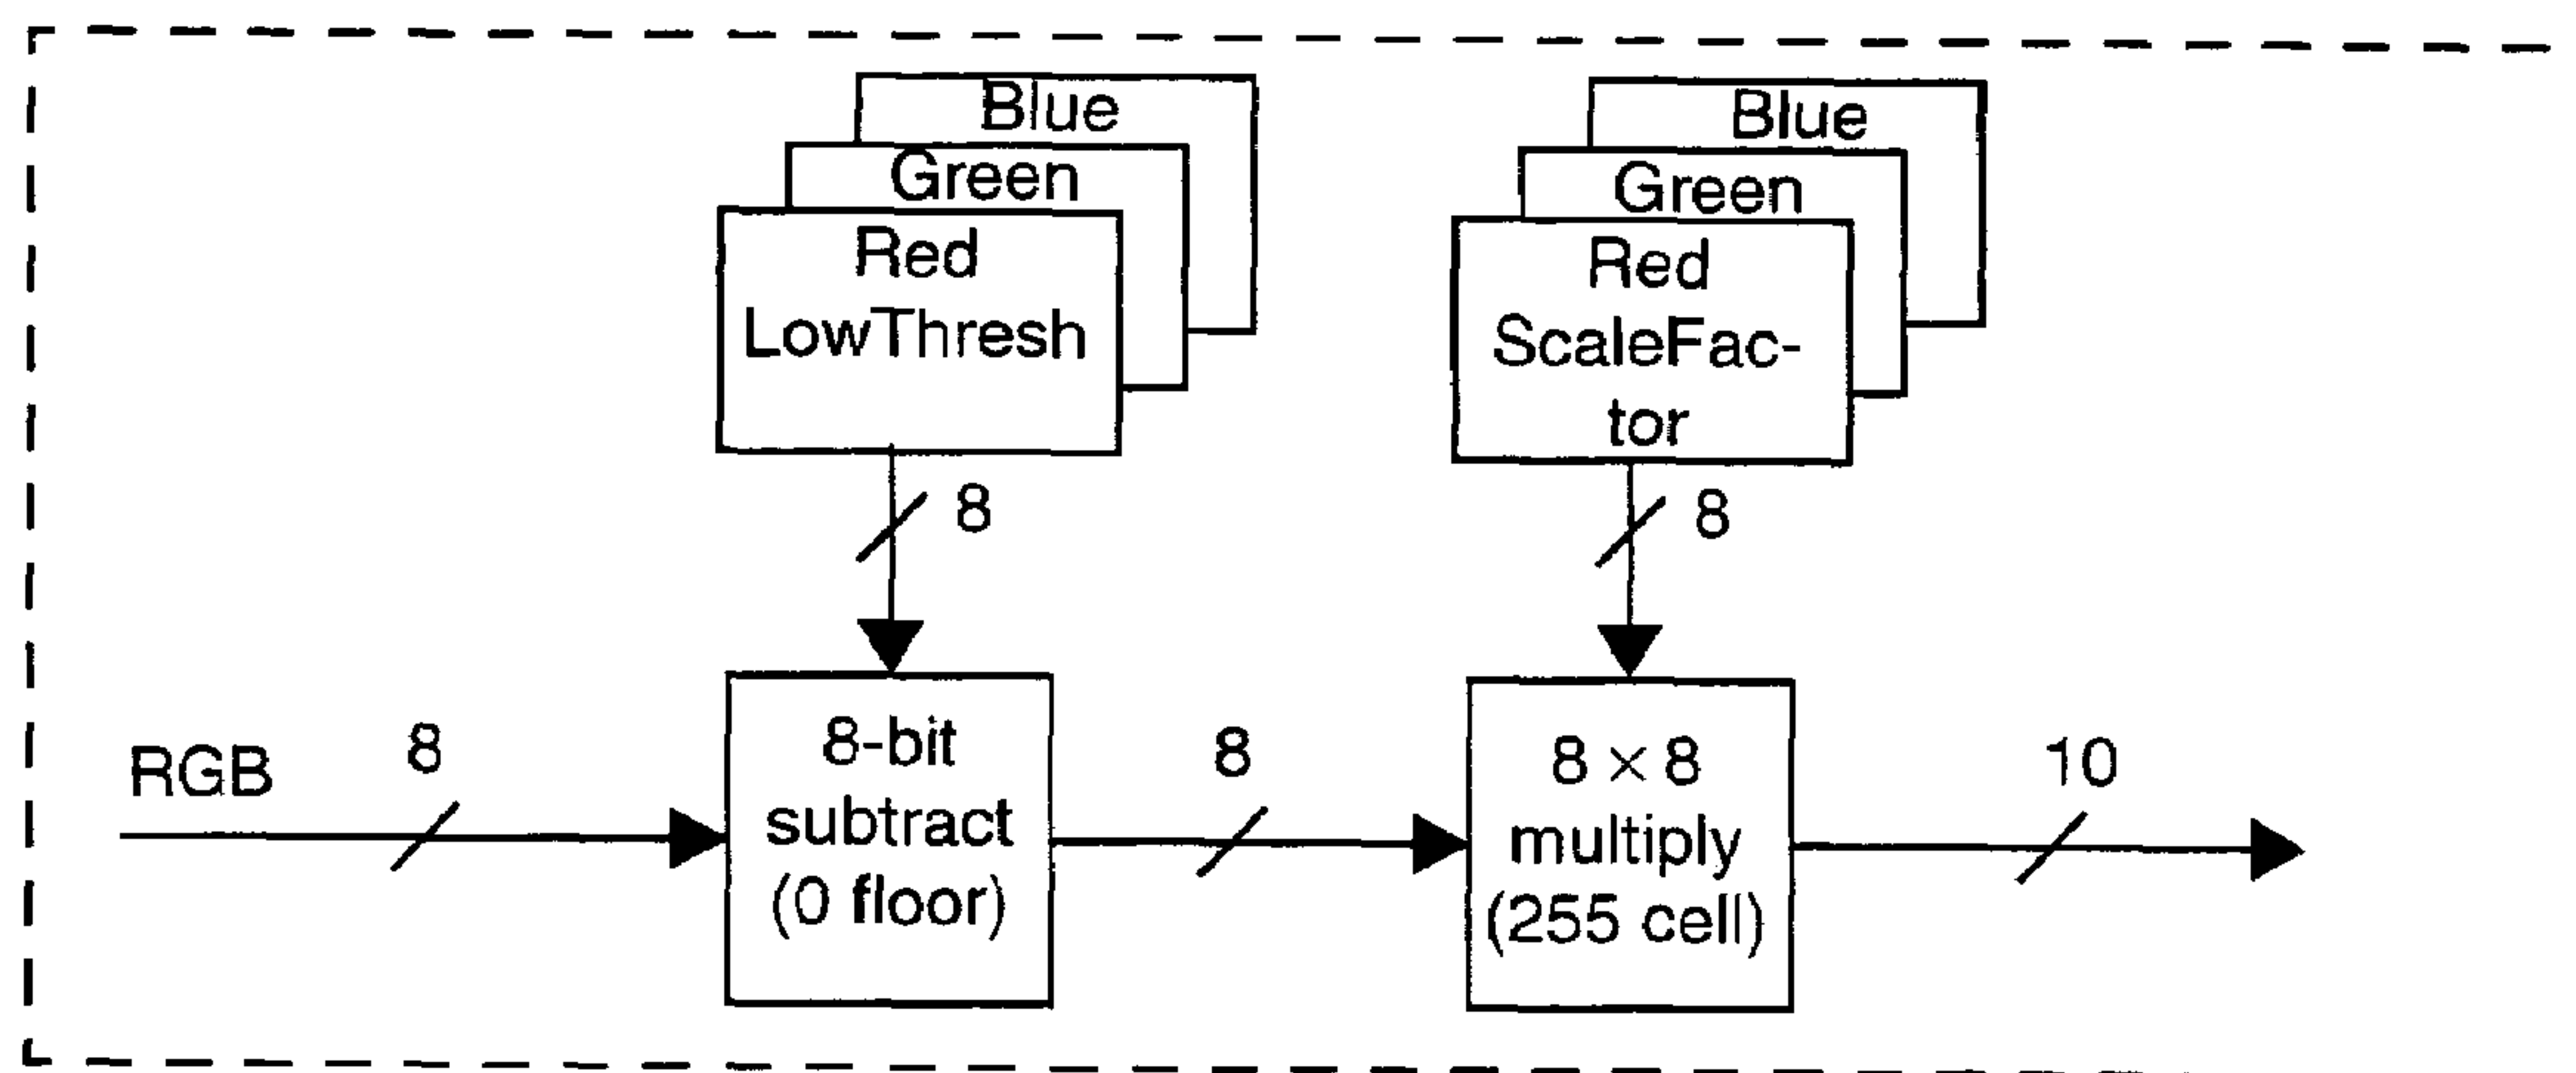 Blue
Green
Red
LowThresh
8
Blue
Green
Red
ScaleFac-
tor
8
RGB
8
8-bit
subtract
(0 floor)
8
8 × 8
multiply
(255 cell)
10